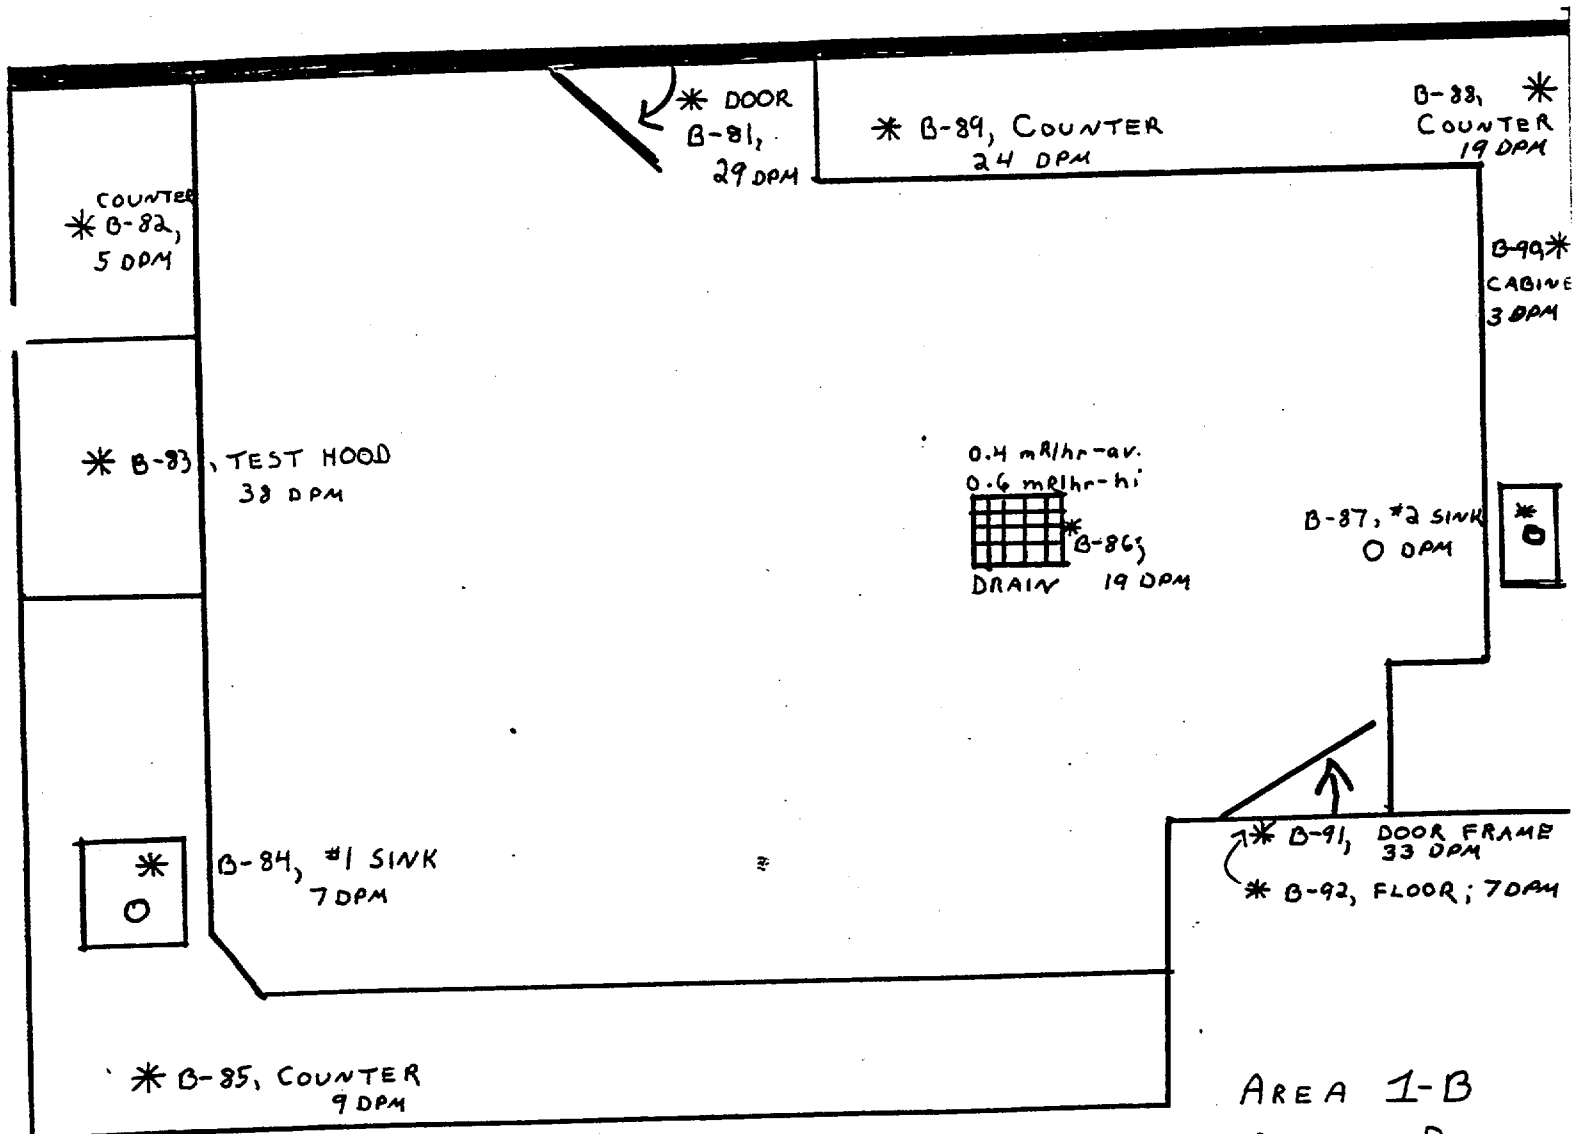 DOOR
B-81,
29 DPM
B-89, COUNTER
24 DPM
B-88,
COUNTER
19 DPM
COUNTER
B-82,
5 DPM
B-90,
CABINE
3 DPM
B-83, TEST HOOD
38 DPM
0.4 mR/hr-av.
0.6 mR/hr-hi
B-86;
DRAIN 19 DPM
B-87, #2 SINK
0 DPM
B-84, #1 SINK
7 DPM
B-91, DOOR FRAME
33 DPM
B-92, FLOOR; 7 DPM
B-85, COUNTER
9 DPM
AREA 1-B